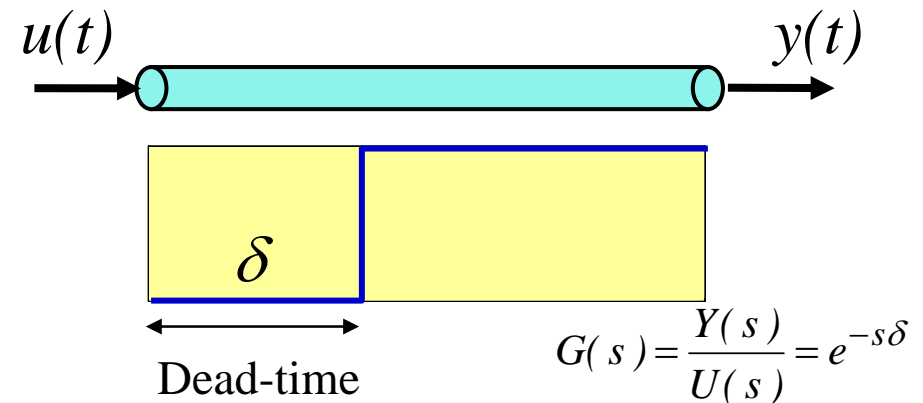 u(t)
y(t)
δ
Dead-time
G( s ) = Y( s ) / U( s ) = e^{-sδ}